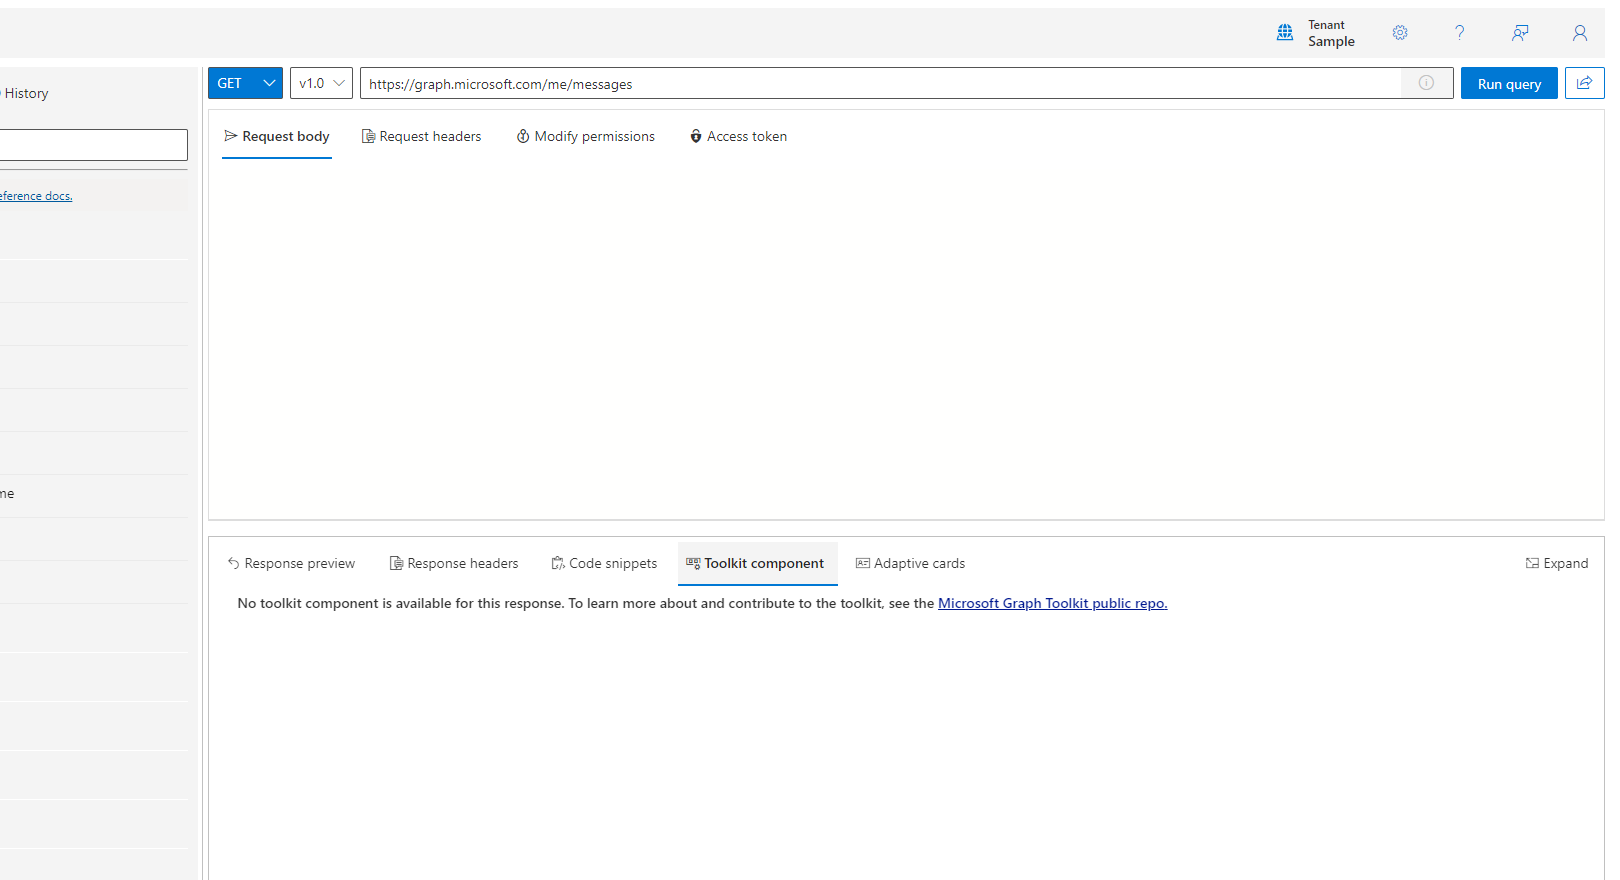 Tenant
Sample
History
GET
v1.0
https://graph.microsoft.com/me/messages
Run query
Request body
Request headers
Modify permissions
Access token
eference docs.
me
Response preview
Response headers
Code snippets
Toolkit component
Adaptive cards
Expand
No toolkit component is available for this response. To learn more about and contribute to the toolkit, see the Microsoft Graph Toolkit public repo.